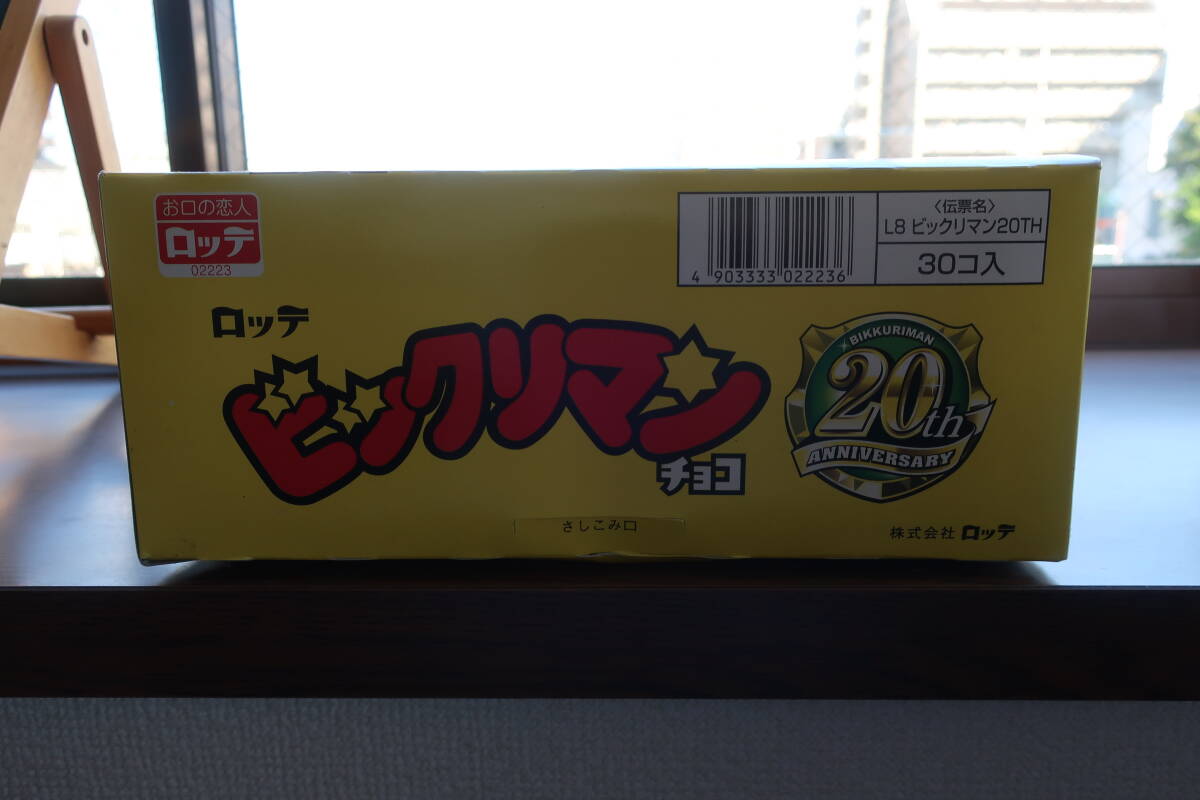 お口の恋人
ロッテ
02223
4 903333 022236
〈伝票名〉
L8 ビックリマン20TH
30コ入
ロッテ
ビックリマン
チョコ
BIKKURIMAN
20th
ANNIVERSARY
さしこみ口
株式会社 ロッテ